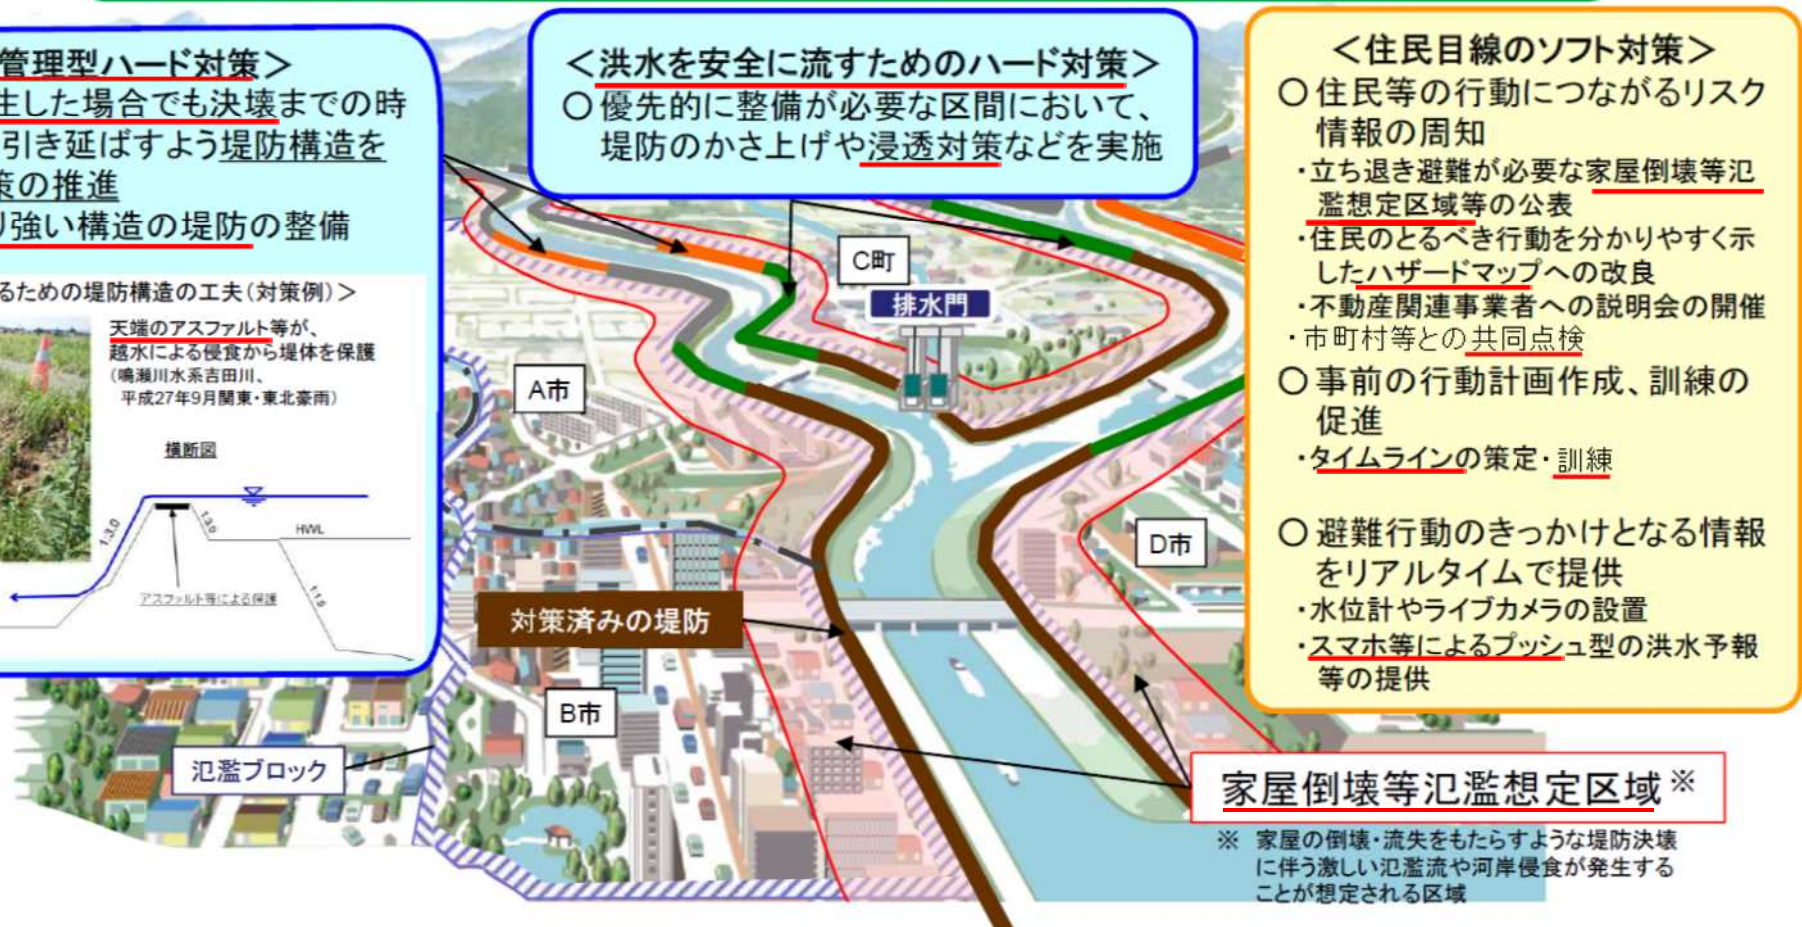 管理型ハード対策＞
生した場合でも決壊までの時
引き延ばすよう堤防構造を
策の推進
り強い構造の堤防の整備
るための堤防構造の工夫（対策例）＞
天端のアスファルト等が、
越水による侵食から堤体を保護
（鳴瀬川水系吉田川、
平成27年9月関東・東北豪雨）
横断図
1:3.0
1:3.0
HWL
アスファルト等による保護
＜洪水を安全に流すためのハード対策＞
○優先的に整備が必要な区間において、
堤防のかさ上げや浸透対策などを実施
C町
排水門
A市
D市
対策済みの堤防
B市
氾濫ブロック
＜住民目線のソフト対策＞
○住民等の行動につながるリスク
情報の周知
・立ち退き避難が必要な家屋倒壊等氾
濫想定区域等の公表
・住民のとるべき行動を分かりやすく示
したハザードマップへの改良
・不動産関連事業者への説明会の開催
・市町村等との共同点検
○事前の行動計画作成、訓練の
促進
・タイムラインの策定・訓練
○避難行動のきっかけとなる情報
をリアルタイムで提供
・水位計やライブカメラの設置
・スマホ等によるプッシュ型の洪水予報
等の提供
家屋倒壊等氾濫想定区域※
※ 家屋の倒壊・流失をもたらすような堤防決壊
に伴う激しい氾濫流や河岸侵食が発生する
ことが想定される区域